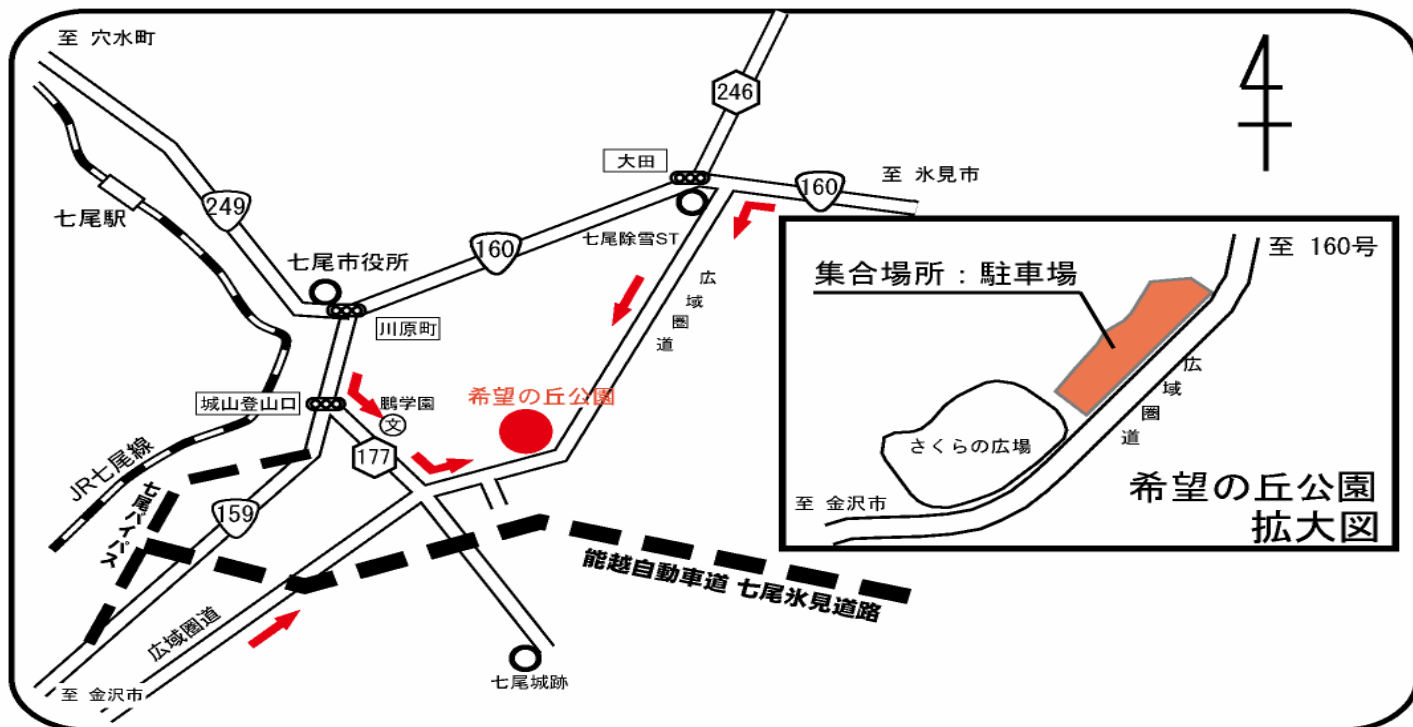 至 穴水町
246
大田
160
至 氷見市
249
七尾駅
160
七尾除雪ST
七尾市役所
広域圏道
川原町
城山登山口
鵬学園
文
希望の丘公園
177
JR七尾線
七尾バイパス
159
能越自動車道 七尾氷見道路
広域圏道
七尾城跡
至 金沢市
至 160号
集合場所:駐車場
広域圏道
さくらの広場
至 金沢市
希望の丘公園
拡大図